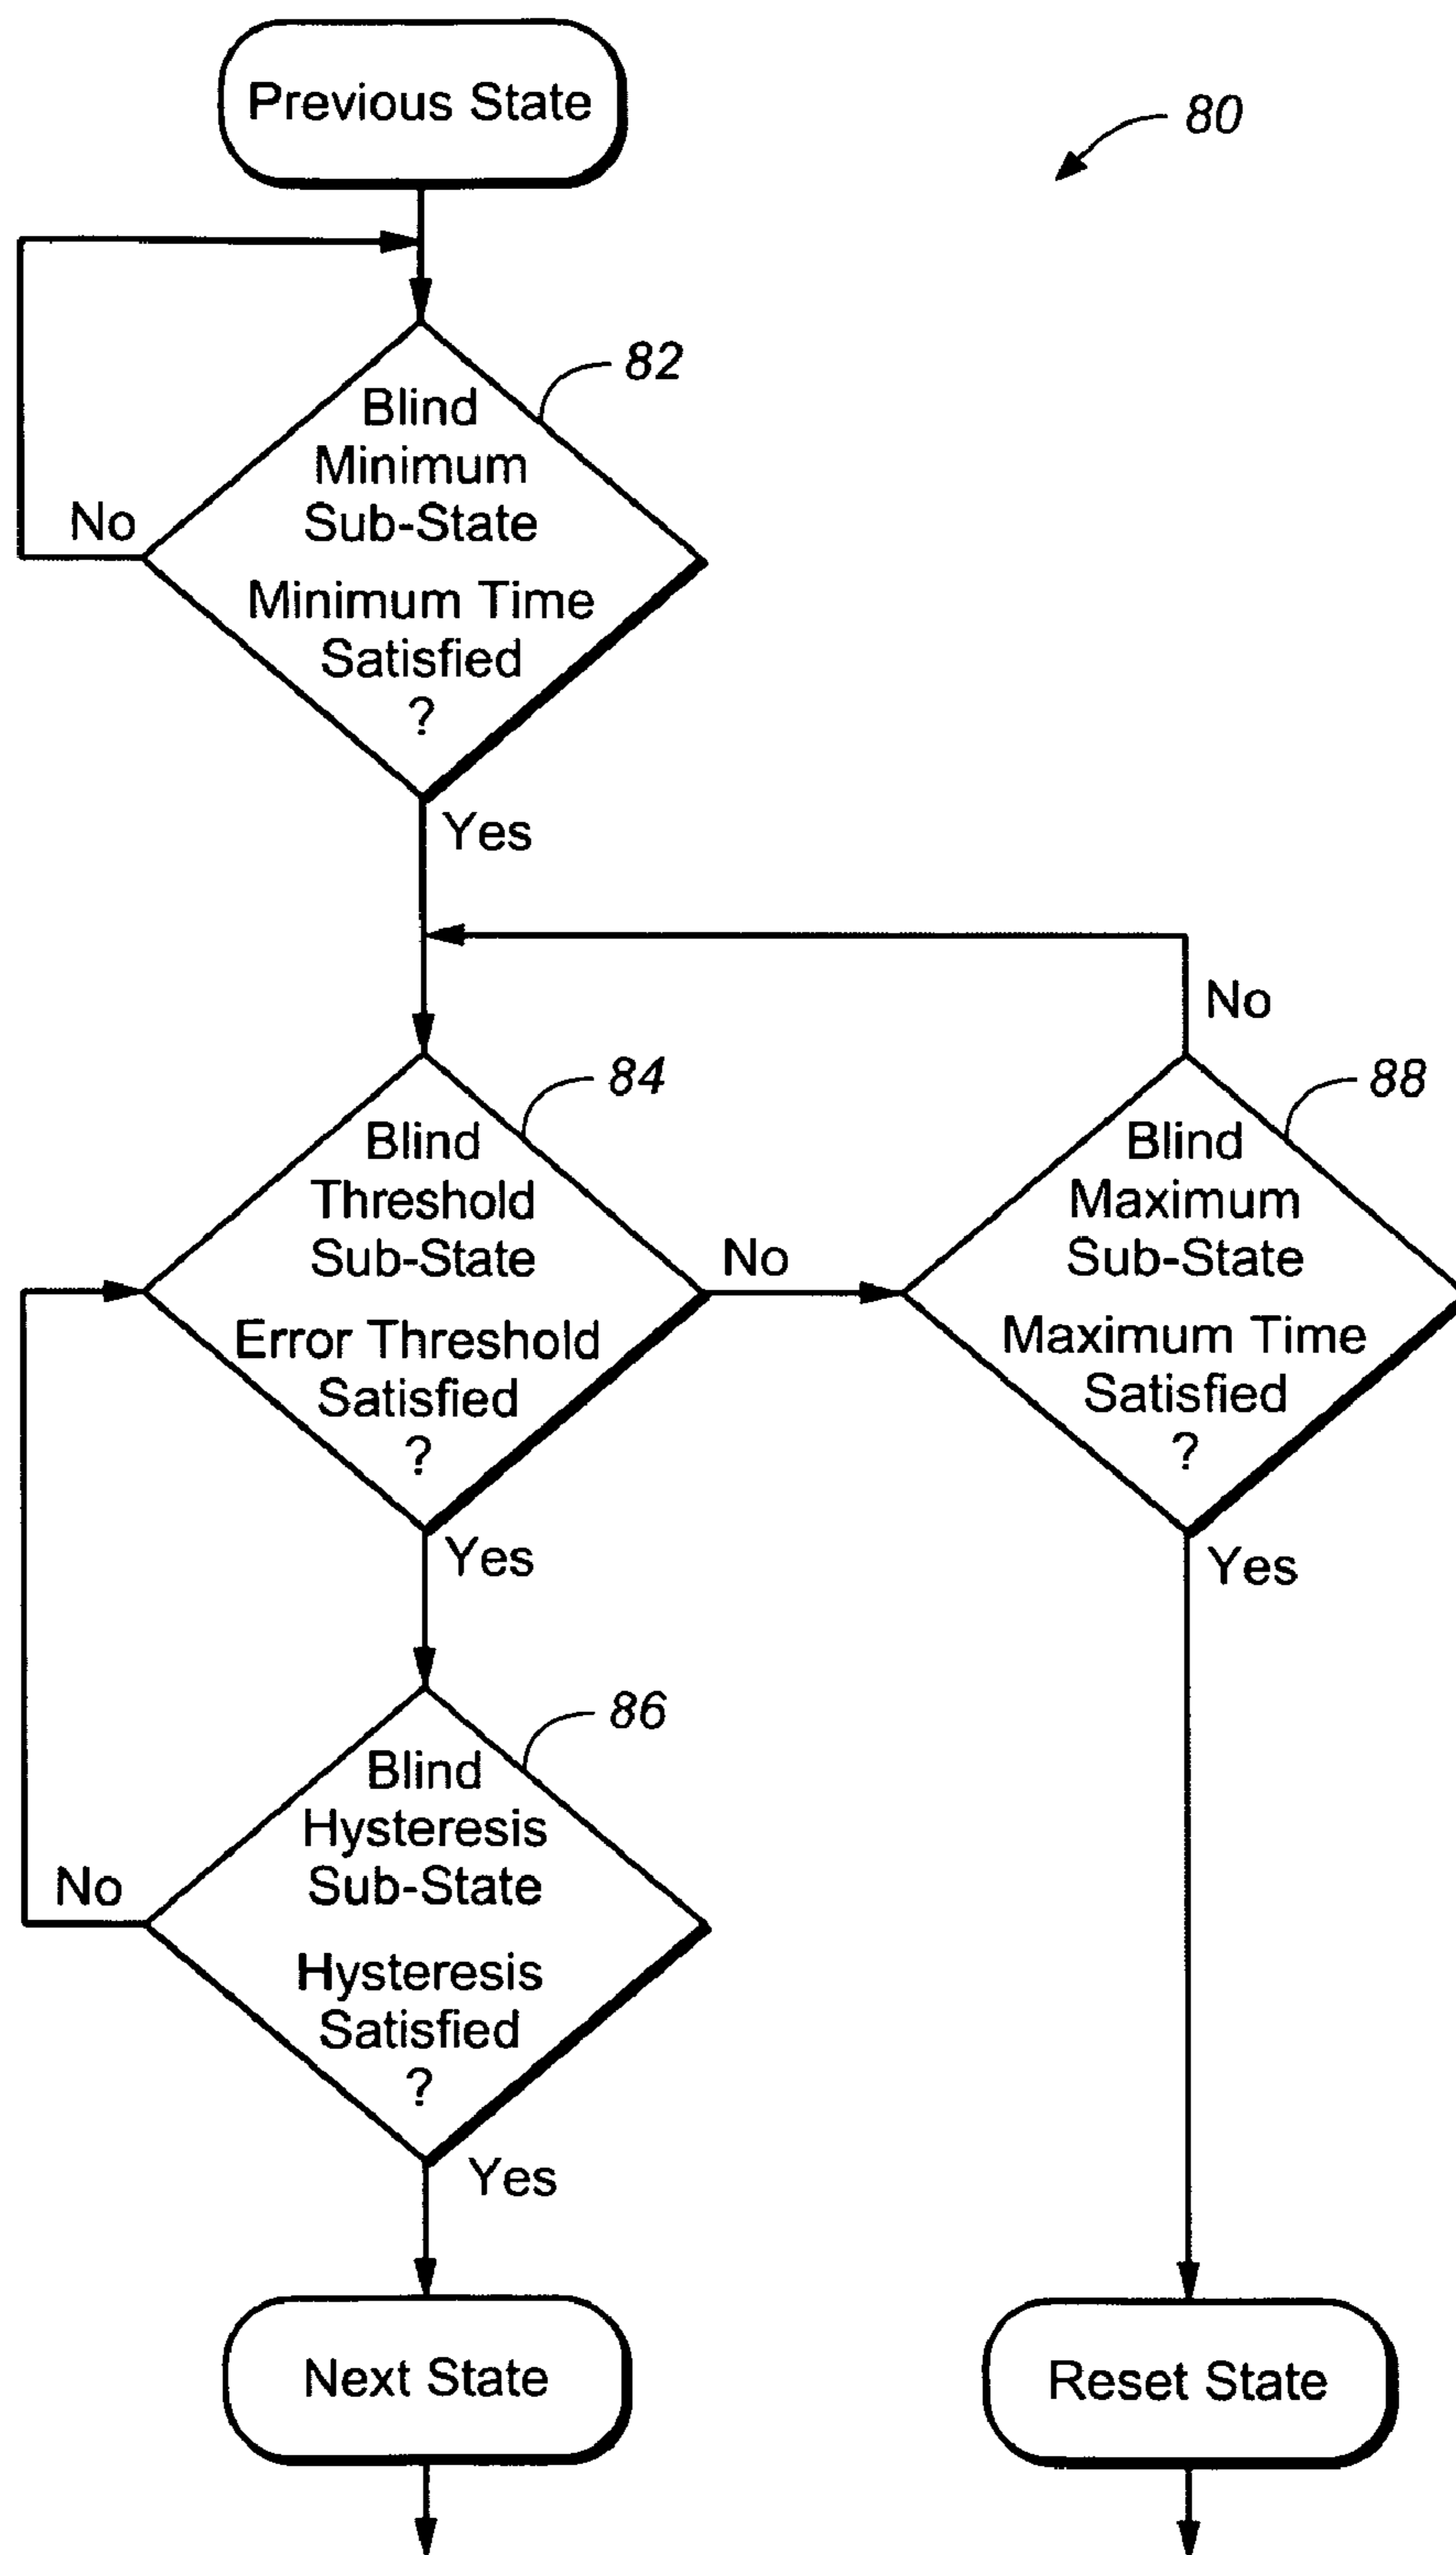 Previous State
80
82
Blind
Minimum
Sub-State
Minimum Time
Satisfied
?
No
Yes
No
84
Blind
Threshold
Sub-State
Error Threshold
Satisfied
?
No
88
Blind
Maximum
Sub-State
Maximum Time
Satisfied
?
Yes
Yes
86
Blind
Hysteresis
Sub-State
Hysteresis
Satisfied
?
No
Yes
Next State
Reset State